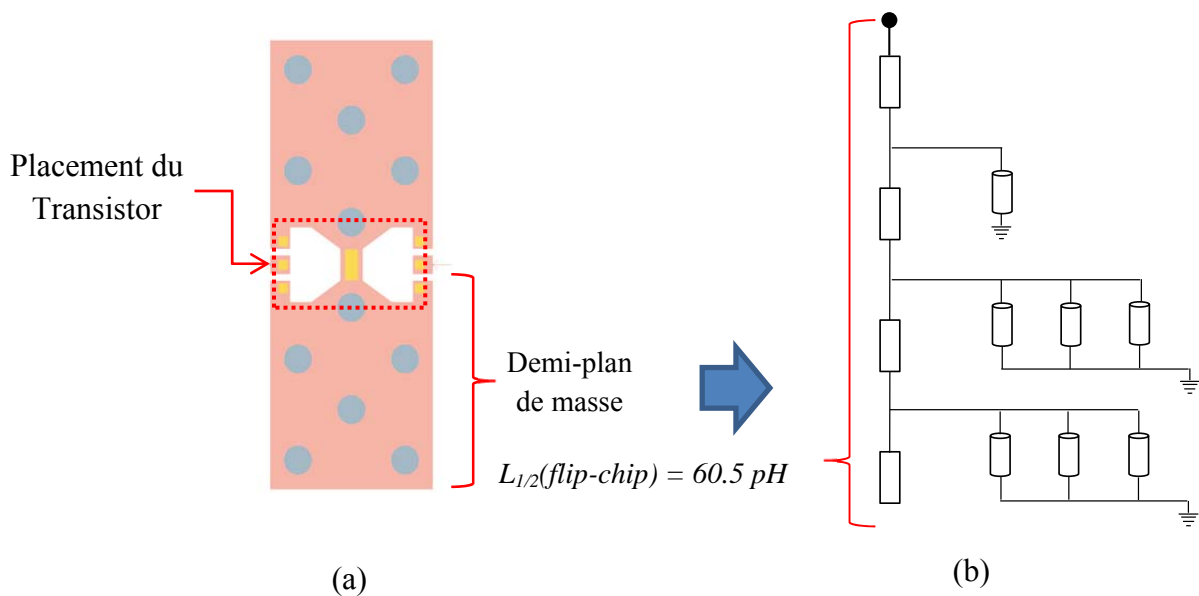 Placement du
Transistor
Demi-plan
de masse
L1/2(flip-chip) = 60.5 pH
(a)
(b)